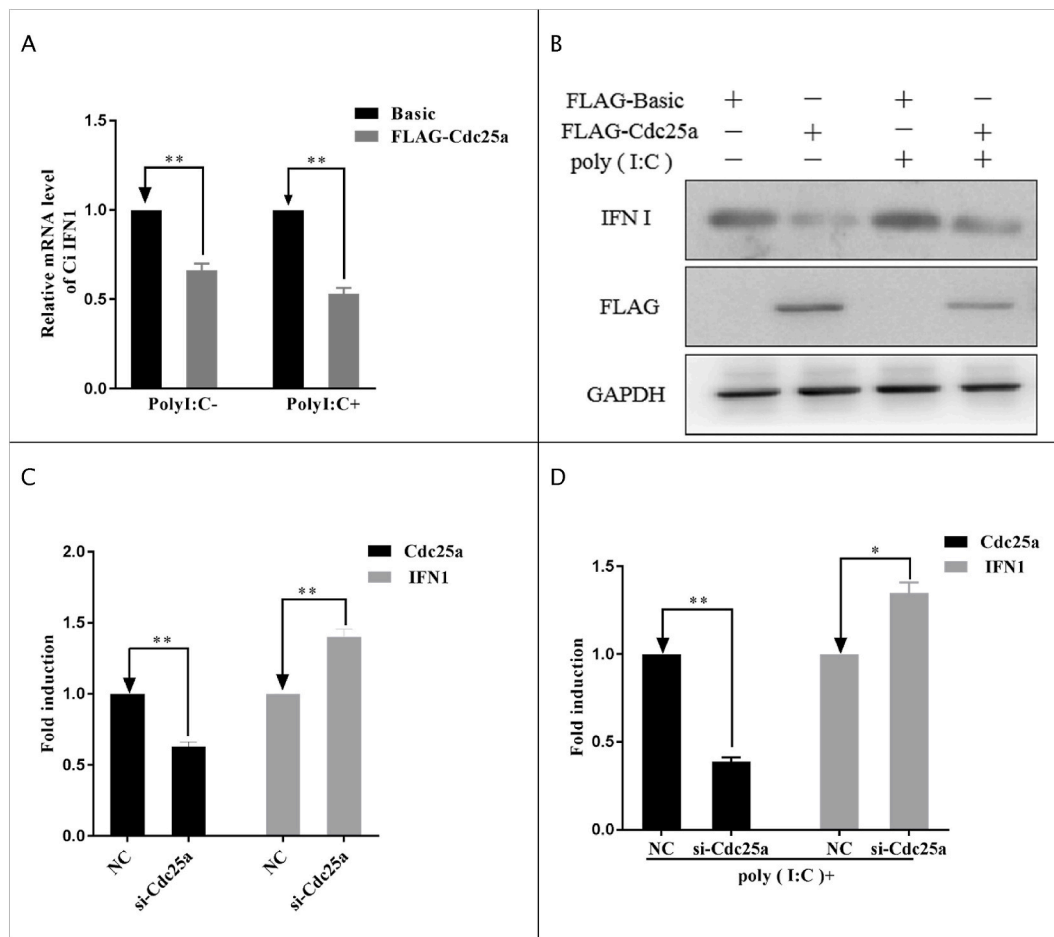 A
Basic
FLAG-Cdc25a
1.5
1.0
0.5
0.0
**
**
Relative mRNA level
of Ci IFN1
PolyI:C-
PolyI:C+
B
FLAG-Basic + − + −
FLAG-Cdc25a − + − +
poly ( I:C ) − − + +
IFN I
FLAG
GAPDH
C
Cdc25a
IFN1
2.0
1.5
1.0
0.5
0.0
**
**
Fold induction
NC
si-Cdc25a
NC
si-Cdc25a
D
Cdc25a
IFN1
1.5
1.0
0.5
0.0
**
*
Fold induction
NC si-Cdc25a NC si-Cdc25a
poly ( I:C )+